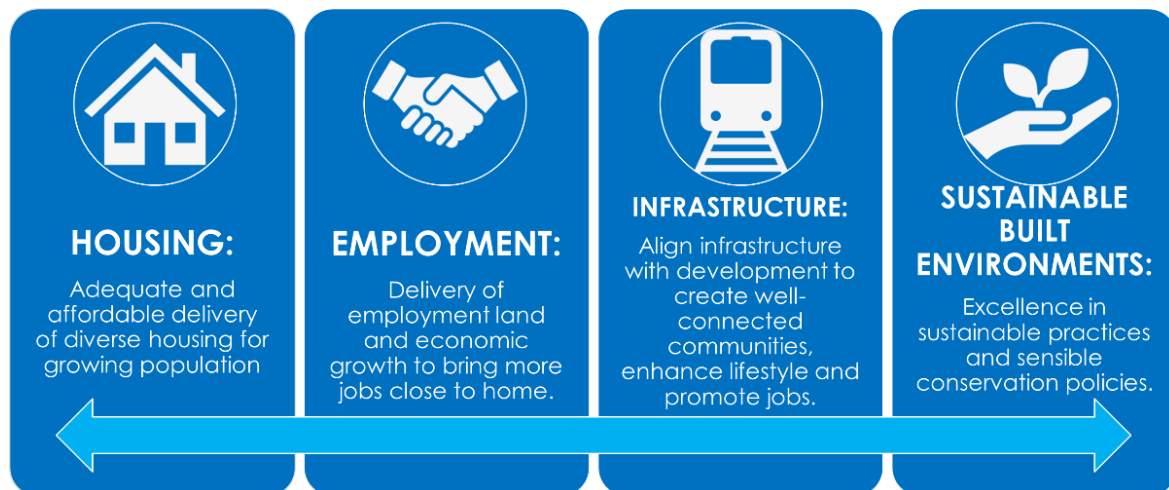 HOUSING:
Adequate and
affordable delivery
of diverse housing for
growing population
EMPLOYMENT:
Delivery of
employment land
and economic
growth to bring more
jobs close to home.
INFRASTRUCTURE:
Align infrastructure
with development to
create well-
connected
communities,
enhance lifestyle and
promote jobs.
SUSTAINABLE
BUILT
ENVIRONMENTS:
Excellence in
sustainable practices
and sensible
conservation policies.